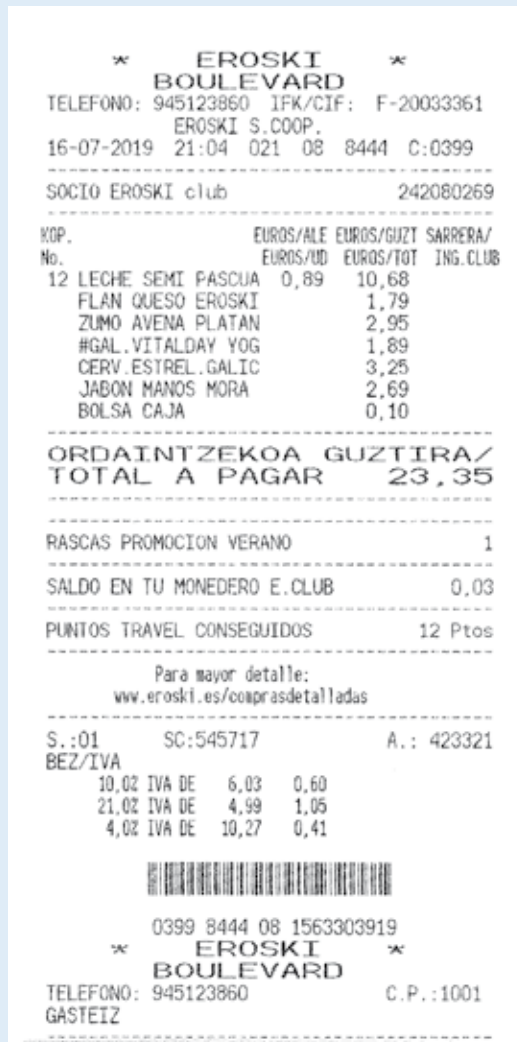 * EROSKI *
BOULEVARD
TELEFONO: 945123860 IFK/CIF: F-20033361
EROSKI S.COOP.
16-07-2019 21:04 021 08 8444 C:0399
SOCIO EROSKI club 242080269
KOP. EUROS/ALE EUROS/GUZT SARRERA/
No. EUROS/UD EUROS/TOT ING.CLUB
12 LECHE SEMI PASCUA 0,89 10,68
FLAN QUESO EROSKI 1,79
ZUMO AVENA PLATAN 2,95
#GAL.VITALDAY YOG 1,89
CERV.ESTREL.GALIC 3,25
JABON MANOS MORA 2,69
BOLSA CAJA 0,10
ORDAINTZEKOA GUZTIRA/
TOTAL A PAGAR 23,35
RASCAS PROMOCION VERANO 1
SALDO EN TU MONEDERO E.CLUB 0,03
PUNTOS TRAVEL CONSEGUIDOS 12 Ptos
Para mayor detalle:
www.eroski.es/comprasdetalladas
S.:01 SC:545717 A.: 423321
BEZ/IVA
10,0% IVA DE 6,03 0,60
21,0% IVA DE 4,99 1,05
4,0% IVA DE 10,27 0,41
0399 8444 08 1563303919
* EROSKI *
BOULEVARD
TELEFONO: 945123860 C.P.:1001
GASTEIZ